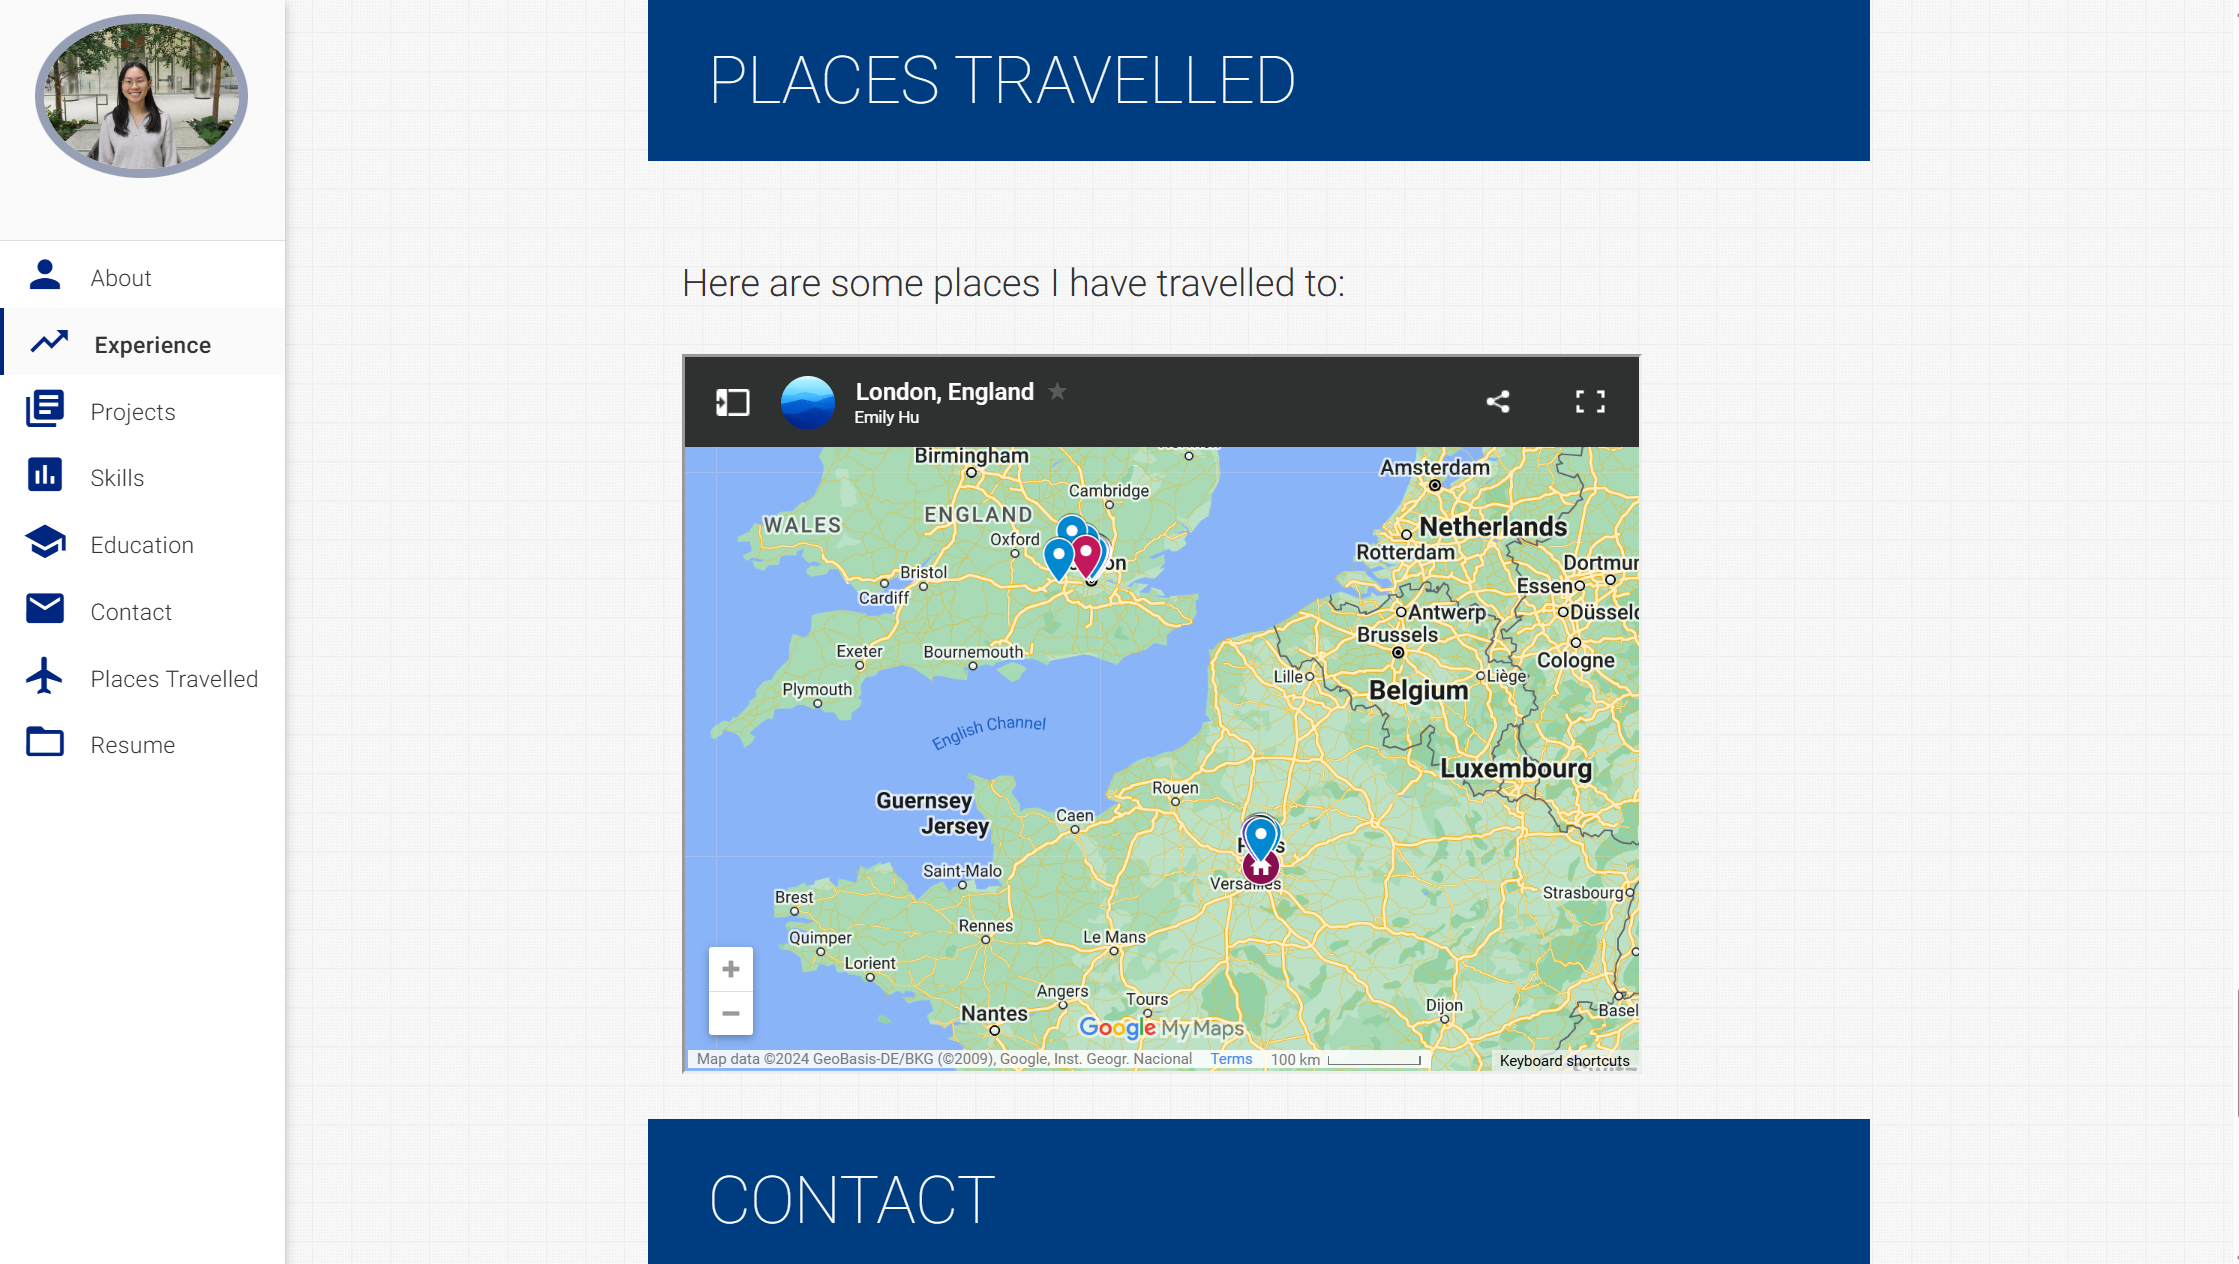 About
Experience
Projects
Skills
Education
Contact
Places Travelled
Resume
PLACES TRAVELLED
Here are some places I have travelled to:
London, England
Emily Hu
Birmingham
Cambridge
Amsterdam
WALES
ENGLAND
Netherlands
Oxford
Rotterdam
Dortmun
Bristol
Essen
Cardiff
Antwerp
Düsseld
Brussels
Exeter
Bournemouth
Cologne
Plymouth
Lille
Liège
Belgium
English Channel
Luxembourg
Rouen
Guernsey
Jersey
Caen
Saint-Malo
Versailles
Strasbourg
Brest
Rennes
Quimper
Le Mans
Lorient
Angers
Tours
Dijon
Nantes
Basel
Google My Maps
Map data ©2024 GeoBasis-DE/BKG (©2009), Google, Inst. Geogr. Nacional Terms 100 km
Keyboard shortcuts
CONTACT